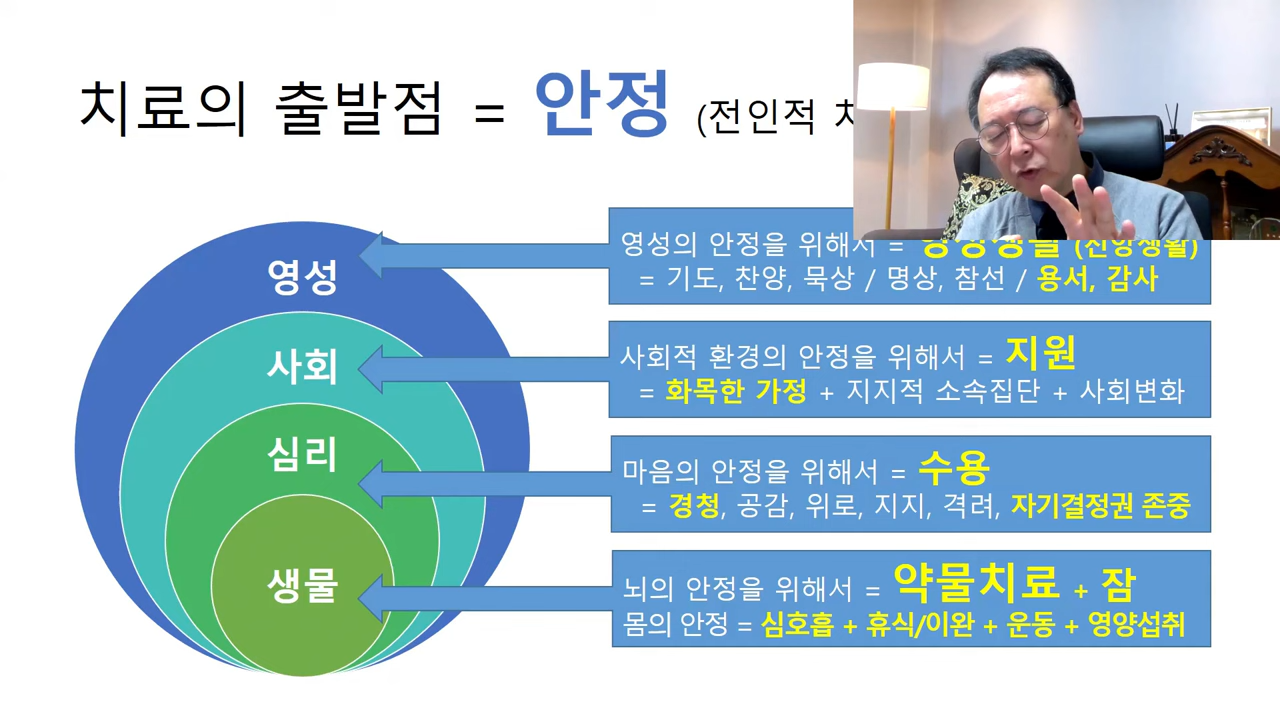 치료의 출발점 = 안정 (전인적
영성
사회
심리
생물
영성의 안정을 위해서 = (신앙생활)
= 기도, 찬양, 묵상 / 명상, 참선 / 용서, 감사
사회적 환경의 안정을 위해서 = 지원
= 화목한 가정 + 지지적 소속집단 + 사회변화
마음의 안정을 위해서 = 수용
= 경청, 공감, 위로, 지지, 격려, 자기결정권 존중
뇌의 안정을 위해서 = 약물치료 + 잠
몸의 안정 = 심호흡 + 휴식/이완 + 운동 + 영양섭취